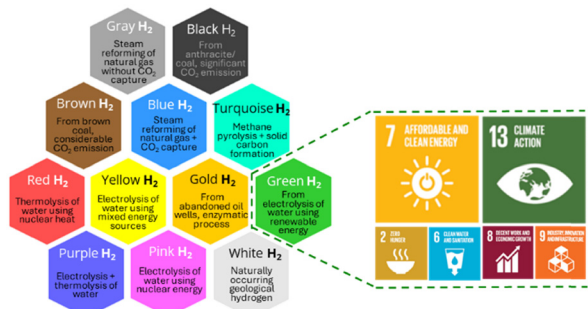 Gray H₂
Steam
reforming of
natural gas
without CO₂
capture
Black H₂
From
anthracite/
coal, significant
CO₂ emission
Brown H₂
From brown
coal,
considerable
CO₂ emission
Blue H₂
Steam
reforming of
natural gas +
CO₂ capture
Turquoise H₂
Methane
pyrolysis + solid
carbon
formation
Red H₂
Thermolysis of
water using
nuclear heat
Yellow H₂
Electrolysis of
water using
mixed energy
sources
Gold H₂
From
abandoned oil
wells, enzymatic
process
Green H₂
From
electrolysis of
water using
renewable
energy
Purple H₂
Electrolysis +
thermolysis of
water
Pink H₂
Electrolysis of
water using
nuclear energy
White H₂
Naturally
occurring
geological
hydrogen
7 AFFORDABLE AND
CLEAN ENERGY
13 CLIMATE
ACTION
2 ZERO
HUNGER
6 CLEAN WATER
AND SANITATION
8 DECENT WORK AND
ECONOMIC GROWTH
9 INDUSTRY, INNOVATION
AND INFRASTRUCTURE